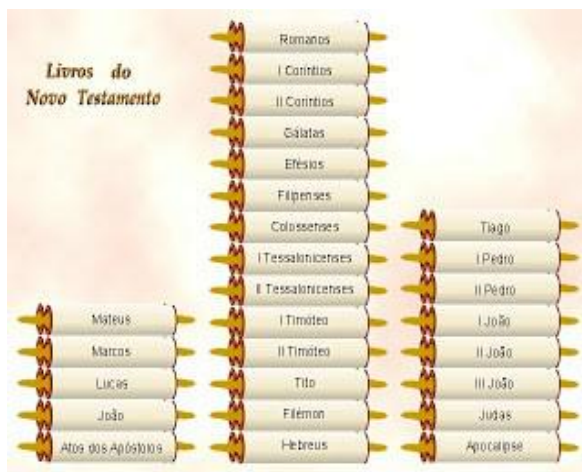 Livros do
Novo Testamento
Mateus
Marcos
Lucas
João
Atos dos Apóstolos
Romanos
I Coríntios
II Coríntios
Gálatas
Efésios
Filipenses
Colossenses
I Tessalonicenses
II Tessalonicenses
I Timóteo
II Timóteo
Tito
Filémon
Hebreus
Tiago
I Pedro
II Pedro
I João
II João
III João
Judas
Apocalipse